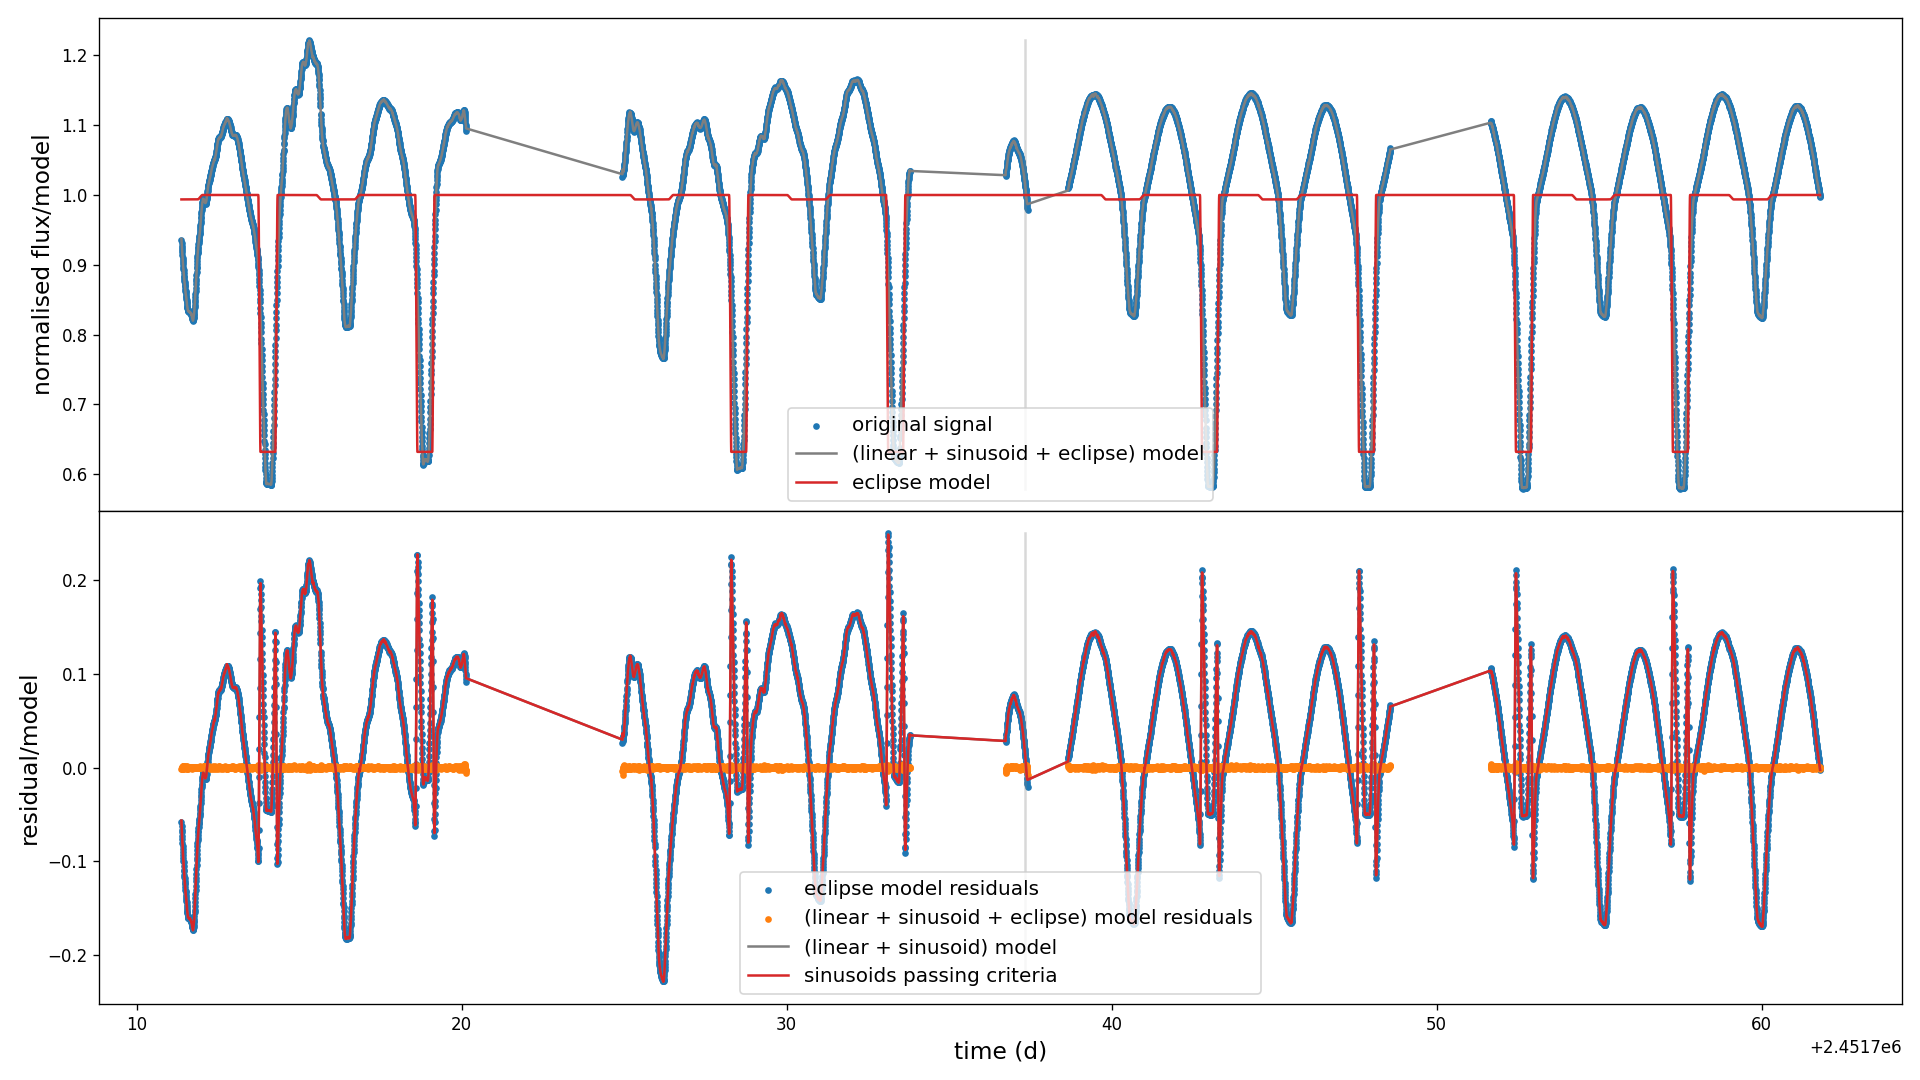 1.2
1.1
1.0
0.9
0.8
0.7
0.6
normalised flux/model
original signal
(linear + sinusoid + eclipse) model
eclipse model
0.2
0.1
0.0
−0.1
−0.2
residual/model
eclipse model residuals
(linear + sinusoid + eclipse) model residuals
(linear + sinusoid) model
sinusoids passing criteria
10 20 30 40 50 60
+2.4517e6
time (d)